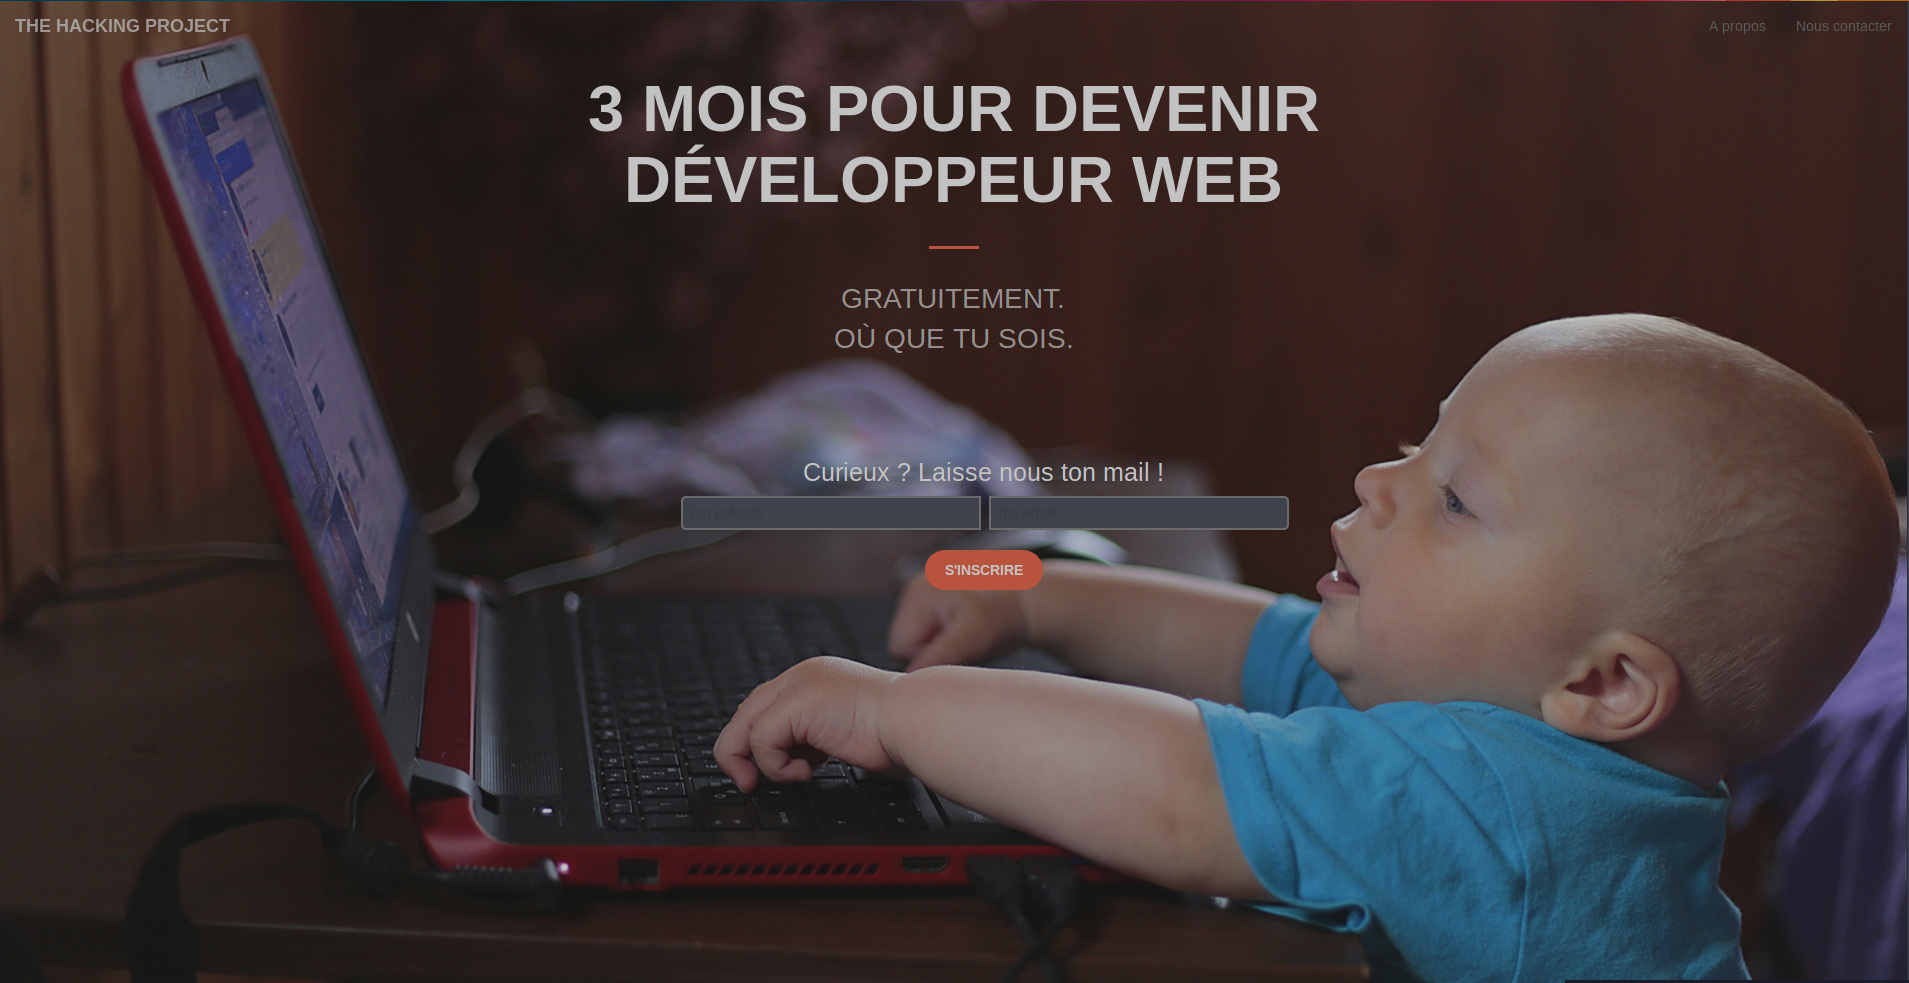 THE HACKING PROJECT
A propos
Nous contacter
3 MOIS POUR DEVENIR
DÉVELOPPEUR WEB
GRATUITEMENT.
OÙ QUE TU SOIS.
Curieux ? Laisse nous ton mail !
Ton prénom
Ton email
S'INSCRIRE